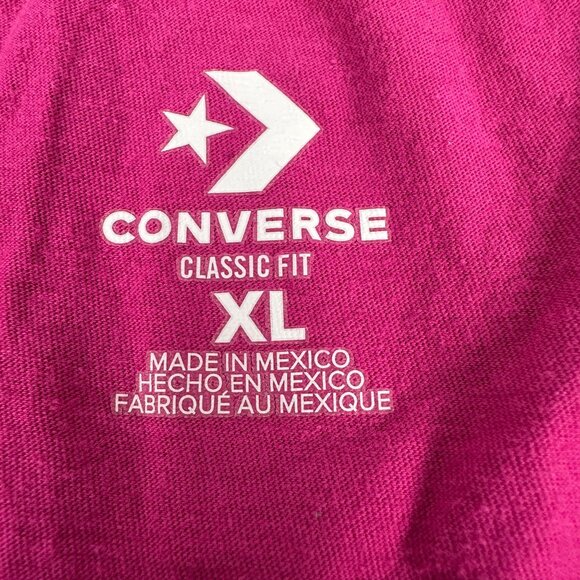 CONVERSE
CLASSIC FIT
XL
MADE IN MEXICO
HECHO EN MEXICO
FABRIQUÉ AU MEXIQUE